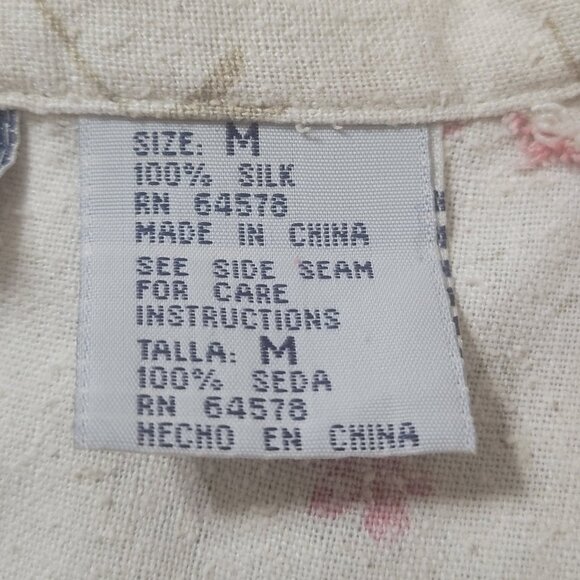 SIZE: M
100% SILK
RN 64578
MADE IN CHINA
SEE SIDE SEAM
FOR CARE
INSTRUCTIONS
TALLA: M
100% SEDA
RN 64578
HECHO EN CHINA